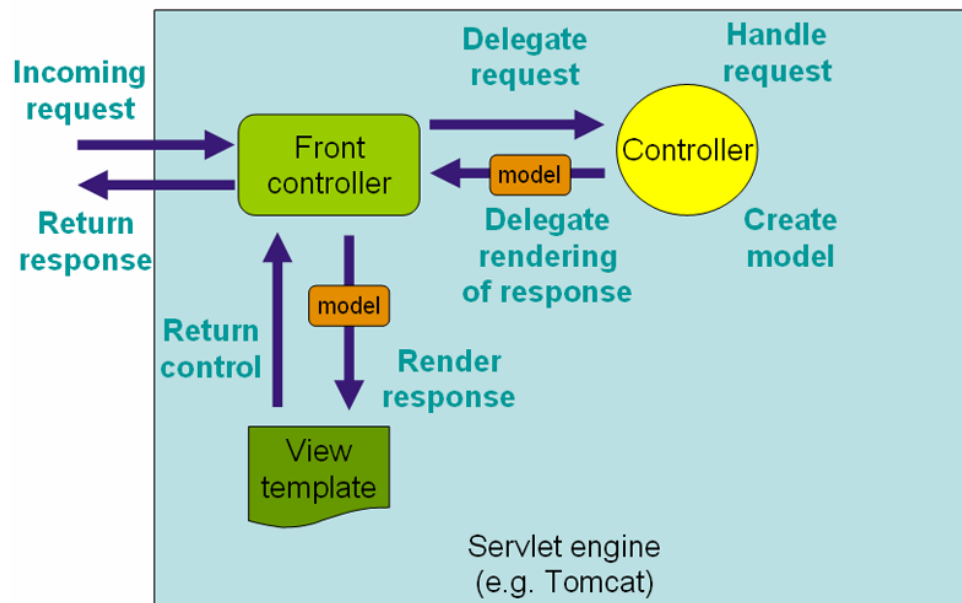 Incoming
request
Return
response
Front
controller
Delegate
request
model
Delegate
rendering
of response
Handle
request
Controller
Create
model
model
Return
control
Render
response
View
template
Servlet engine
(e.g. Tomcat)